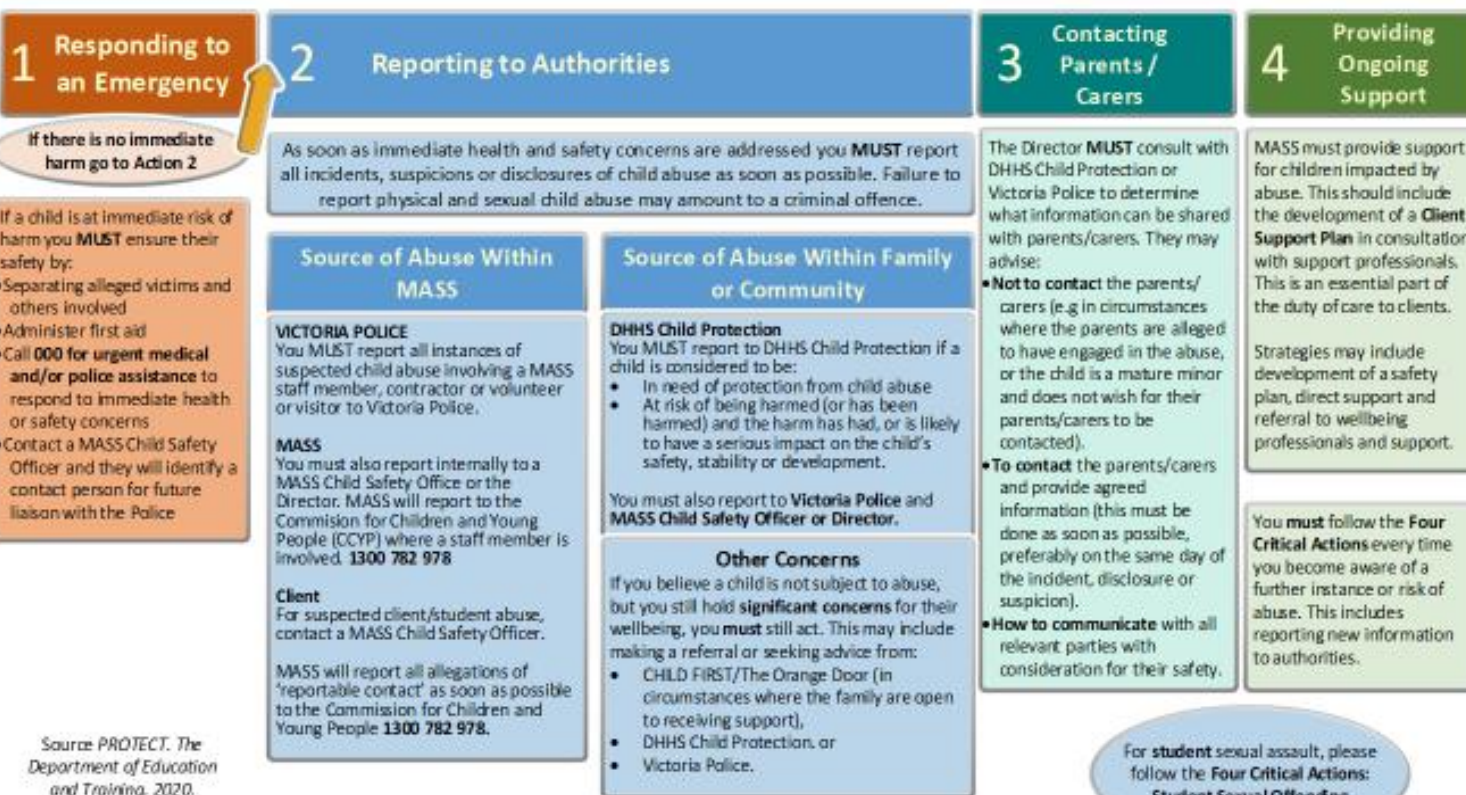 1
Responding to
an Emergency
If there is no immediate
harm go to Action 2
If a child is at immediate risk of
harm you MUST ensure their
safety by:
•Separating alleged victims and
others involved
•Administer first aid
•Call 000 for urgent medical
and/or police assistance to
respond to immediate health
or safety concerns
•Contact a MASS Child Safety
Officer and they will identify a
contact person for future
liaison with the Police
Source PROTECT. The
Department of Education
and Training. 2020.
2
Reporting to Authorities
As soon as immediate health and safety concerns are addressed you MUST report
all incidents, suspicions or disclosures of child abuse as soon as possible. Failure to
report physical and sexual child abuse may amount to a criminal offence.
Source of Abuse Within
MASS
VICTORIA POLICE
You MUST report all instances of
suspected child abuse involving a MASS
staff member, contractor or volunteer
or visitor to Victoria Police.
MASS
You must also report internally to a
MASS Child Safety Office or the
Director. MASS will report to the
Commision for Children and Young
People (CCYP) where a staff member is
involved. 1300 782 978
Client
For suspected client/student abuse,
contact a MASS Child Safety Officer.
MASS will report all allegations of
'reportable contact' as soon as possible
to the Commission for Children and
Young People 1300 782 978.
Source of Abuse Within Family
or Community
DHHS Child Protection
You MUST report to DHHS Child Protection if a
child is considered to be:
• In need of protection from child abuse
• At risk of being harmed (or has been
harmed) and the harm has had, or is likely
to have a serious impact on the child's
safety, stability or development.
You must also report to Victoria Police and
MASS Child Safety Officer or Director.
Other Concerns
If you believe a child is not subject to abuse,
but you still hold significant concerns for their
wellbeing, you must still act. This may include
making a referral or seeking advice from:
• CHILD FIRST/The Orange Door (in
circumstances where the family are open
to receiving support),
• DHHS Child Protection. or
• Victoria Police.
3
Contacting
Parents /
Carers
The Director MUST consult with
DHHS Child Protection or
Victoria Police to determine
what information can be shared
with parents/carers. They may
advise:
•Not to contact the parents/
carers (e.g in circumstances
where the parents are alleged
to have engaged in the abuse,
or the child is a mature minor
and does not wish for their
parents/carers to be
contacted).
•To contact the parents/carers
and provide agreed
information (this must be
done as soon as possible,
preferably on the same day of
the incident, disclosure or
suspicion).
•How to communicate with all
relevant parties with
consideration for their safety.
4
Providing
Ongoing
Support
MASS must provide support
for children impacted by
abuse. This should include
the development of a Client
Support Plan in consultation
with support professionals.
This is an essential part of
the duty of care to clients.
Strategies may include
development of a safety
plan, direct support and
referral to wellbeing
professionals and support.
You must follow the Four
Critical Actions every time
you become aware of a
further instance or risk of
abuse. This includes
reporting new information
to authorities.
For student sexual assault, please
follow the Four Critical Actions:
Student Sexual Offending